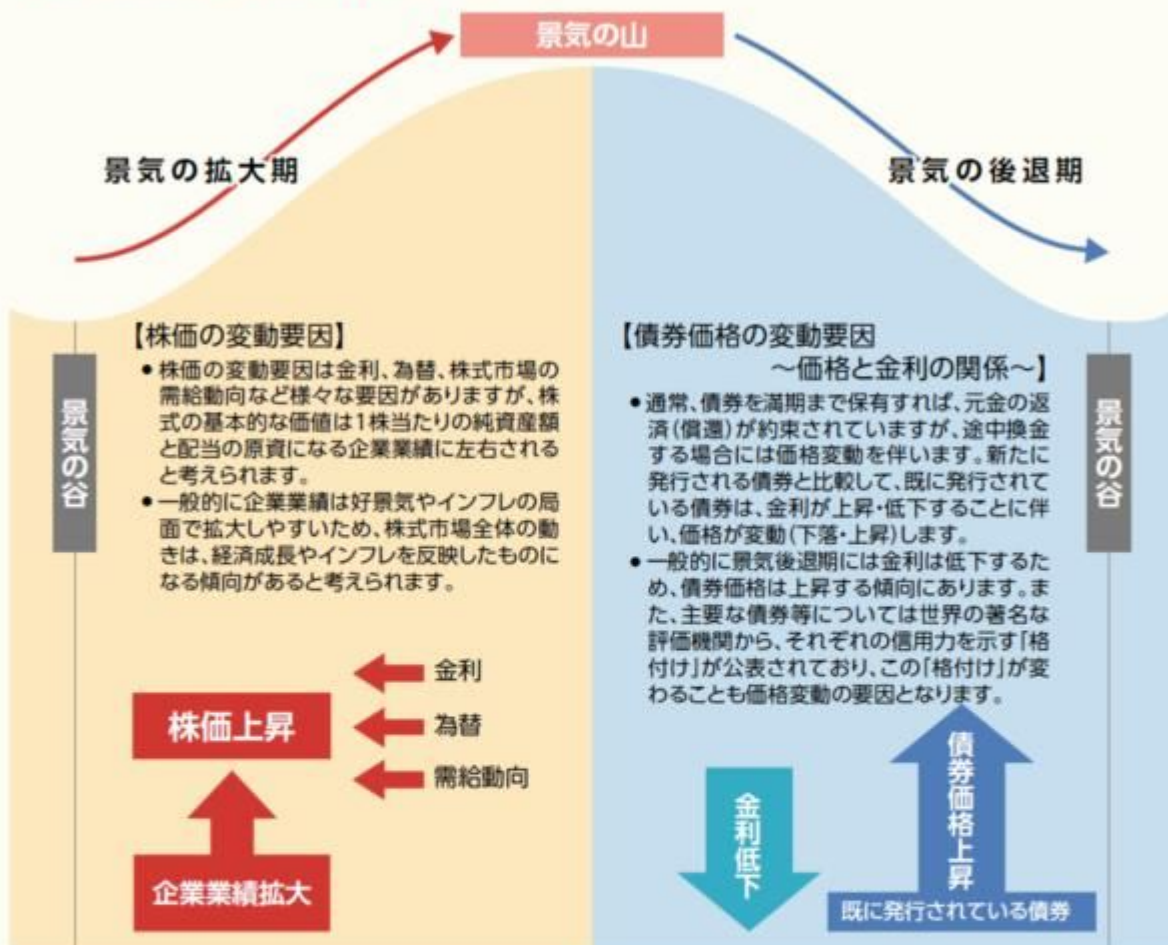 景気の山
景気の拡大期
景気の後退期
景気の谷
【株価の変動要因】
● 株価の変動要因は金利、為替、株式市場の
需給動向など様々な要因がありますが、株
式の基本的な価値は1株当たりの純資産額
と配当の原資になる企業業績に左右される
と考えられます。
● 一般的に企業業績は好景気やインフレの局
面で拡大しやすいため、株式市場全体の動
きは、経済成長やインフレを反映したものに
なる傾向があると考えられます。
金利
株価上昇
為替
需給動向
企業業績拡大
【債券価格の変動要因
～価格と金利の関係～】
● 通常、債券を満期まで保有すれば、元金の返
済(償還)が約束されていますが、途中換金
する場合には価格変動を伴います。新たに
発行される債券と比較して、既に発行されて
いる債券は、金利が上昇・低下することに伴
い、価格が変動(下落・上昇)します。
● 一般的に景気後退期には金利は低下するた
め、債券価格は上昇する傾向にあります。ま
た、主要な債券等については世界の著名な
評価機関から、それぞれの信用力を示す「格
付け」が公表されており、この「格付け」が変
わることも価格変動の要因となります。
金利低下
債券価格上昇
既に発行されている債券
景気の谷